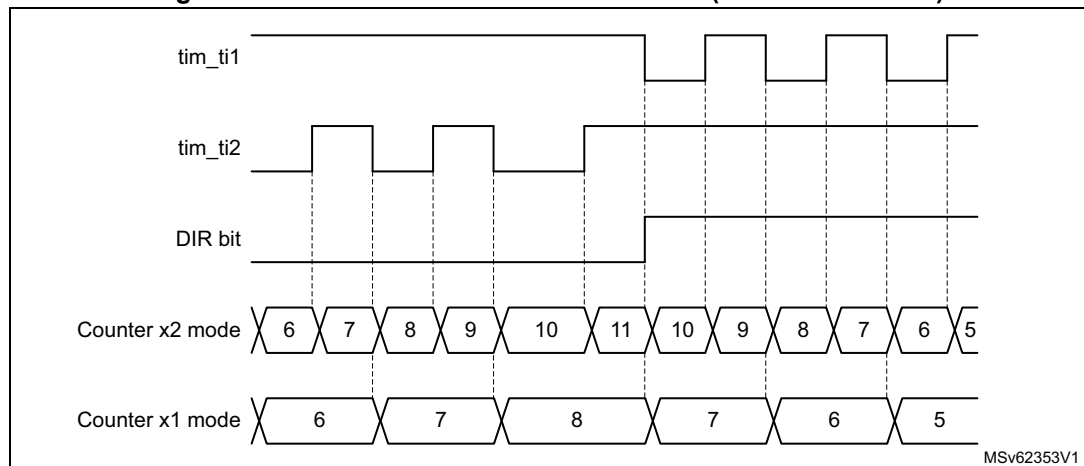 tim_ti1
tim_ti2
DIR bit
Counter x2 mode 6 7 8 9 10 11 10 9 8 7 6 5
Counter x1 mode 6 7 8 7 6 5
MSv62353V1